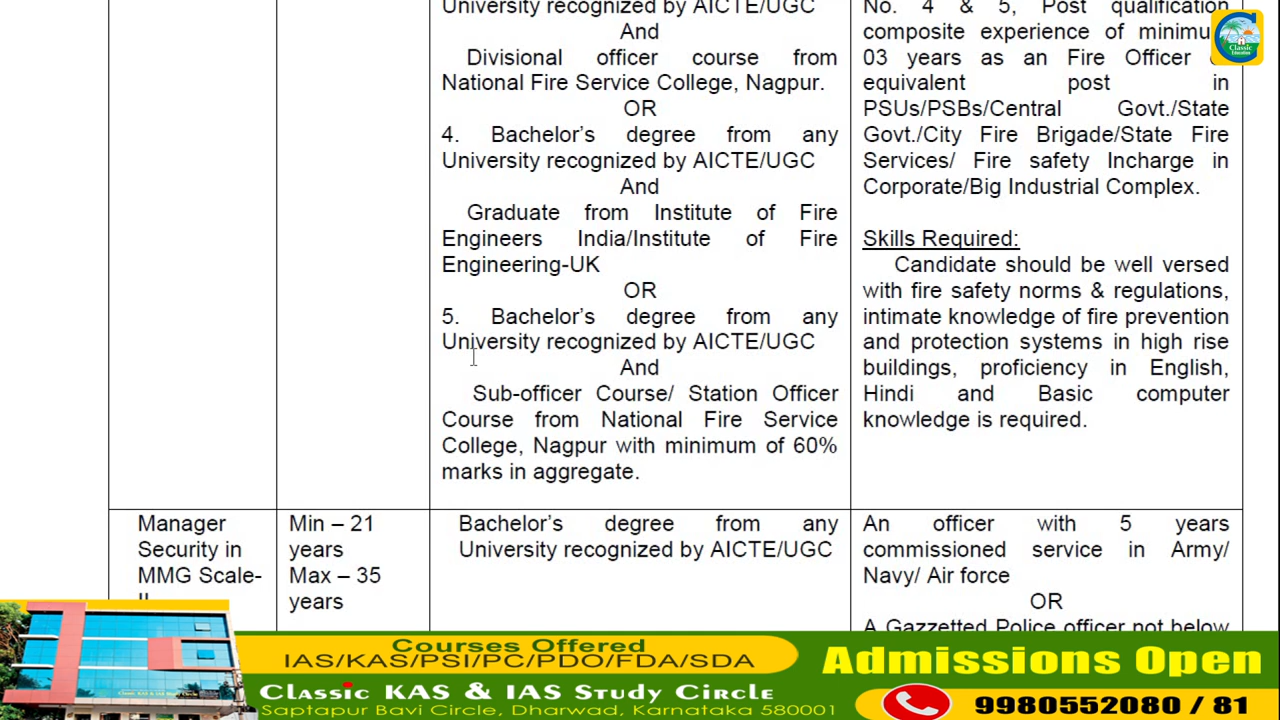 University recognized by AICTE/UGC
And
Divisional officer course from
National Fire Service College, Nagpur.
OR
4. Bachelor's degree from any
University recognized by AICTE/UGC
And
Graduate from Institute of Fire
Engineers India/Institute of Fire
Engineering-UK
OR
5. Bachelor's degree from any
University recognized by AICTE/UGC
And
Sub-officer Course/ Station Officer
Course from National Fire Service
College, Nagpur with minimum of 60%
marks in aggregate.
No. 4 & 5, Post qualification
composite experience of minimum
03 years as an Fire Officer
equivalent post in
PSUs/PSBs/Central Govt./State
Govt./City Fire Brigade/State Fire
Services/ Fire safety Incharge in
Corporate/Big Industrial Complex.
Skills Required:
Candidate should be well versed
with fire safety norms & regulations,
intimate knowledge of fire prevention
and protection systems in high rise
buildings, proficiency in English,
Hindi and Basic computer
knowledge is required.
Classic
Education
Manager
Security in
MMG Scale-
II
Min – 21
years
Max – 35
years
Bachelor's degree from any
University recognized by AICTE/UGC
An officer with 5 years
commissioned service in Army/
Navy/ Air force
OR
A Gazzetted Police officer not below
Courses Offered
IAS/KAS/PSI/PC/PDO/FDA/SDA
Classic KAS & IAS Study Circle
Saptapur Bavi Circle, Dharwad, Karnataka 580001
Admissions Open
9980552080 / 81